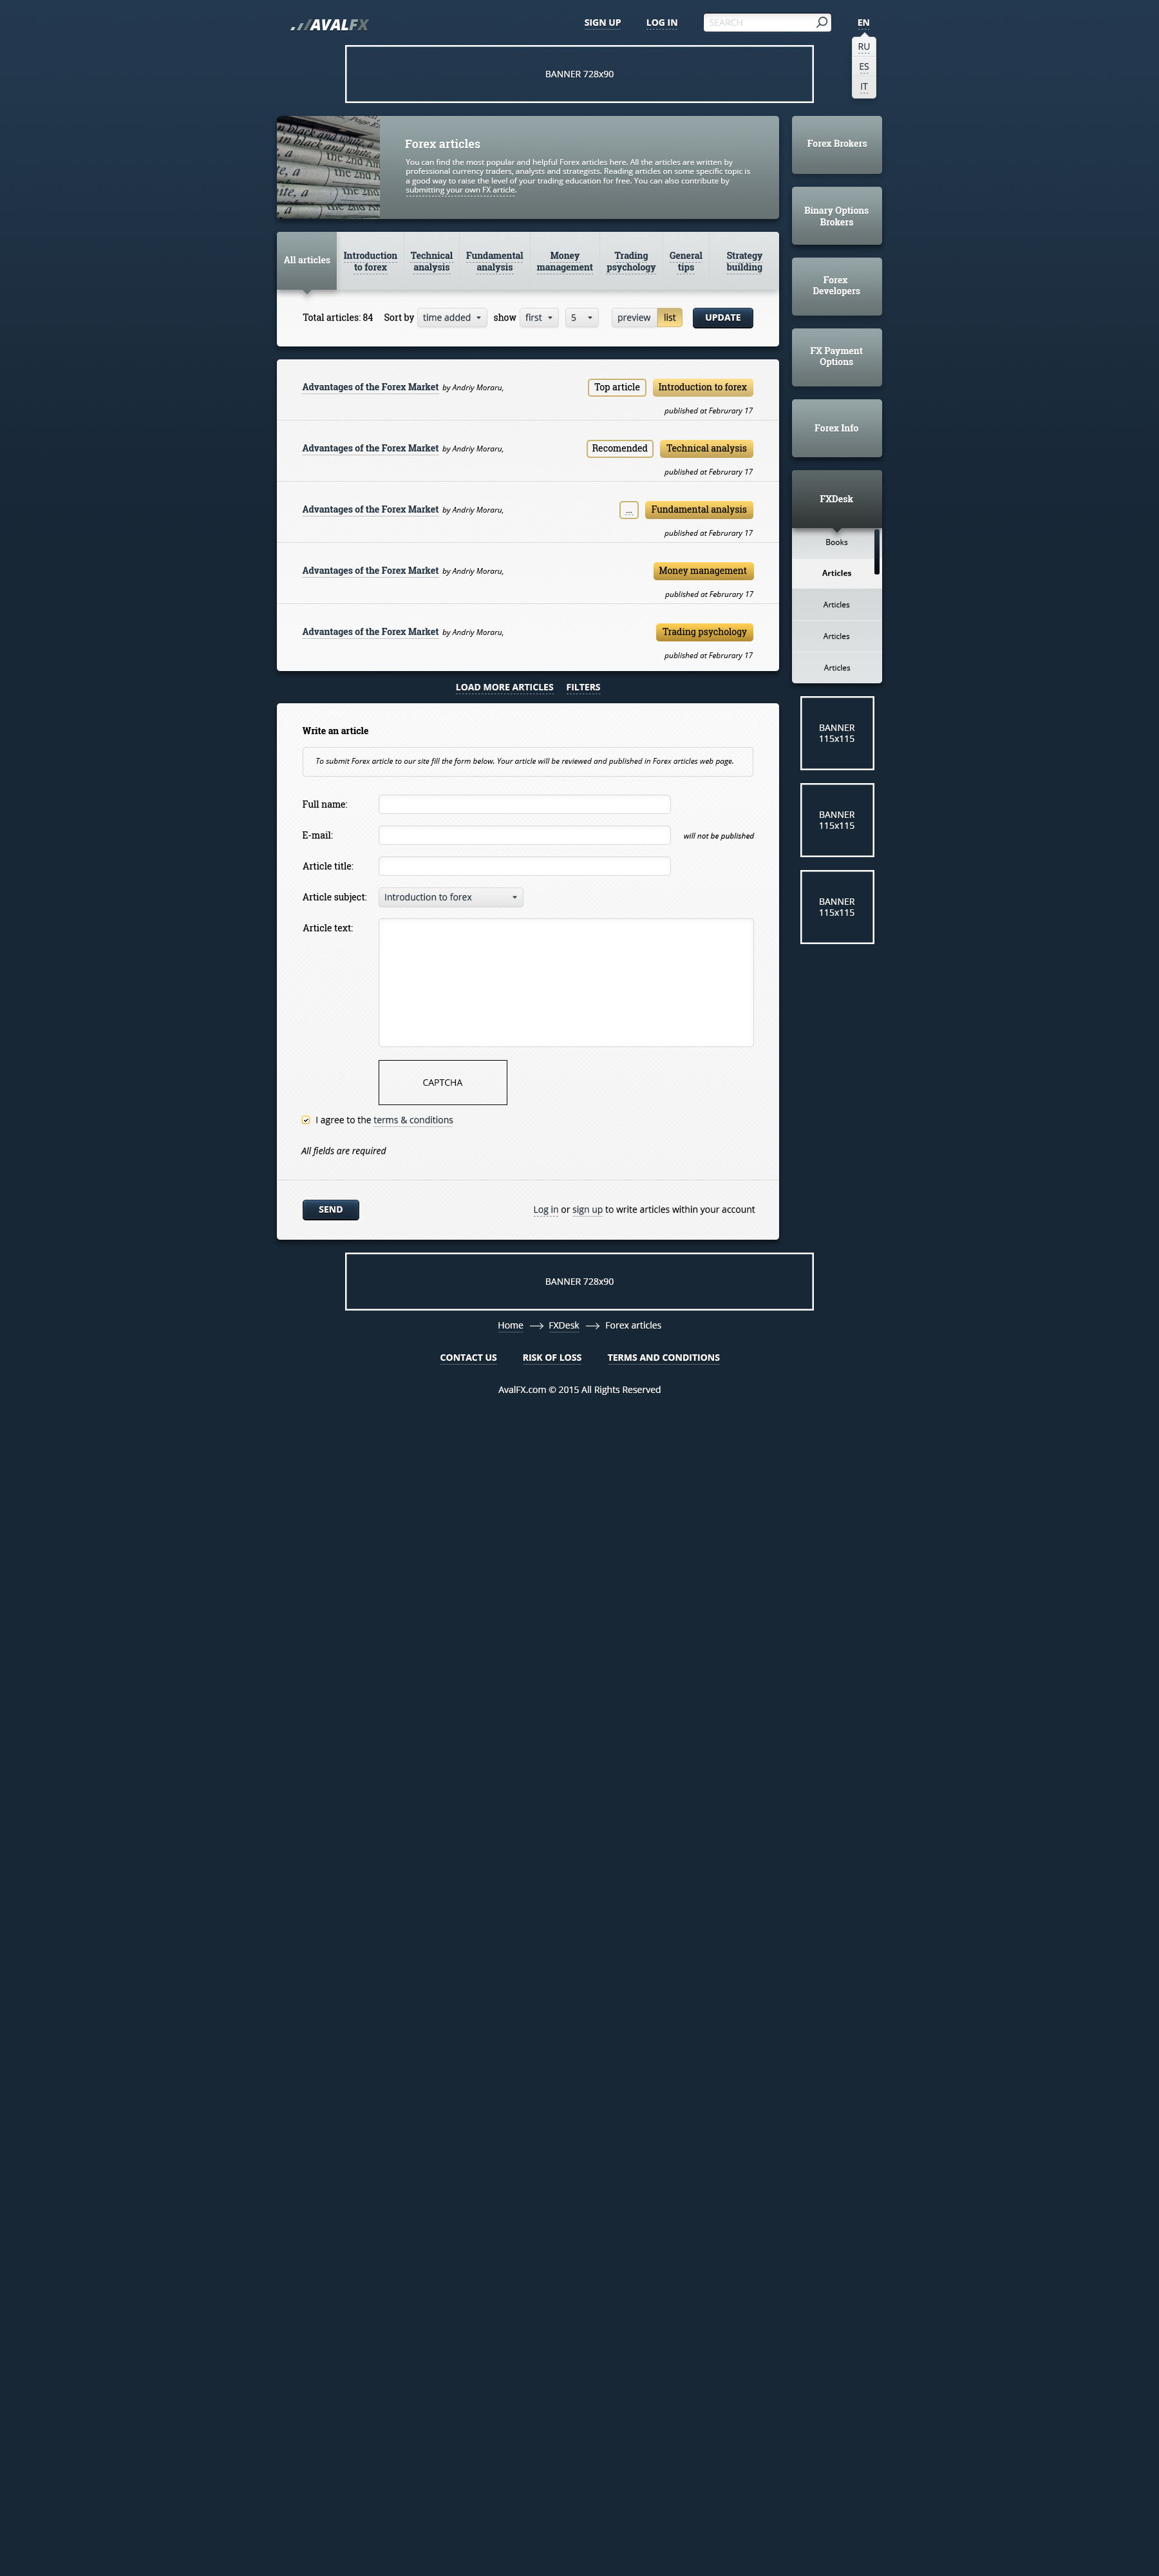 AVALFX
SIGN UP
LOG IN
SEARCH
EN
RU
ES
IT
BANNER 728x90
Forex articles
You can find the most popular and helpful Forex articles here. All the articles are written by
professional currency traders, analysts and strategists. Reading articles on some specific topic is
a good way to raise the level of your trading education for free. You can also contribute by
submitting your own FX article.
All articles
Introduction
to forex
Technical
analysis
Fundamental
analysis
Money
management
Trading
psychology
General
tips
Strategy
building
Total articles: 84
Sort by
time added
show
first
5
preview
list
UPDATE
Advantages of the Forex Market by Andriy Moraru,
Top article
Introduction to forex
published at Februrary 17
Advantages of the Forex Market by Andriy Moraru,
Recomended
Technical analysis
published at Februrary 17
Advantages of the Forex Market by Andriy Moraru,
...
Fundamental analysis
published at Februrary 17
Advantages of the Forex Market by Andriy Moraru,
Money management
published at Februrary 17
Advantages of the Forex Market by Andriy Moraru,
Trading psychology
published at Februrary 17
LOAD MORE ARTICLES
FILTERS
Write an article
To submit Forex article to our site fill the form below. Your article will be reviewed and published in Forex articles web page.
Full name:
E-mail:
will not be published
Article title:
Article subject:
Introduction to forex
Article text:
CAPTCHA
I agree to the terms & conditions
All fields are required
SEND
Log in or sign up to write articles within your account
Forex Brokers
Binary Options
Brokers
Forex
Developers
FX Payment
Options
Forex Info
FXDesk
Books
Articles
Articles
Articles
Articles
BANNER
115x115
BANNER
115x115
BANNER
115x115
BANNER 728x90
Home
FXDesk
Forex articles
CONTACT US
RISK OF LOSS
TERMS AND CONDITIONS
AvalFX.com © 2015 All Rights Reserved